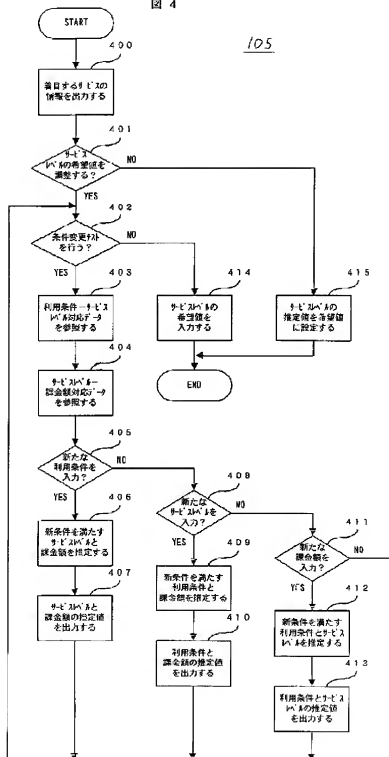 図 4
105
START
400
着目するサービスの
情報を出力する
401
サービス
レベルの希望値を
調整する?
NO
YES
402
条件変更テスト
を行う?
NO
YES
403
利用条件ーサービス
レベル対応データ
を参照する
414
サービスレベルの
希望値を
入力する
415
サービスレベルの
推定値を希望値
に設定する
404
サービスレベルー
課金額対応データ
を参照する
END
405
新たな
利用条件を
入力?
NO
YES
406
新条件を満たす
サービスレベルと
課金額を推定する
407
サービスレベルと
課金額の推定値
を出力する
408
新たな
サービスレベルを
入力?
NO
YES
409
新条件を満たす
利用条件と
課金額を推定する
410
利用条件と
課金額の推定値
を出力する
411
新たな
課金額を
入力?
NO
YES
412
新条件を満たす
利用条件とサービス
レベルを推定する
413
利用条件とサービス
レベルの推定値
を出力する